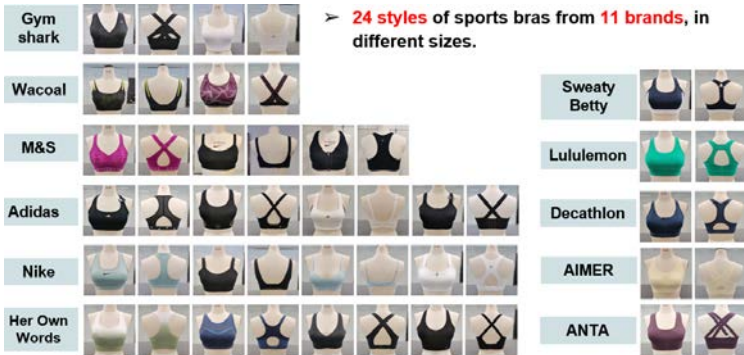 ➢ 24 styles of sports bras from 11 brands, in
different sizes.
Gym
shark
Wacoal
M&S
Adidas
Nike
Her Own
Words
Sweaty
Betty
Lululemon
Decathlon
AIMER
ANTA